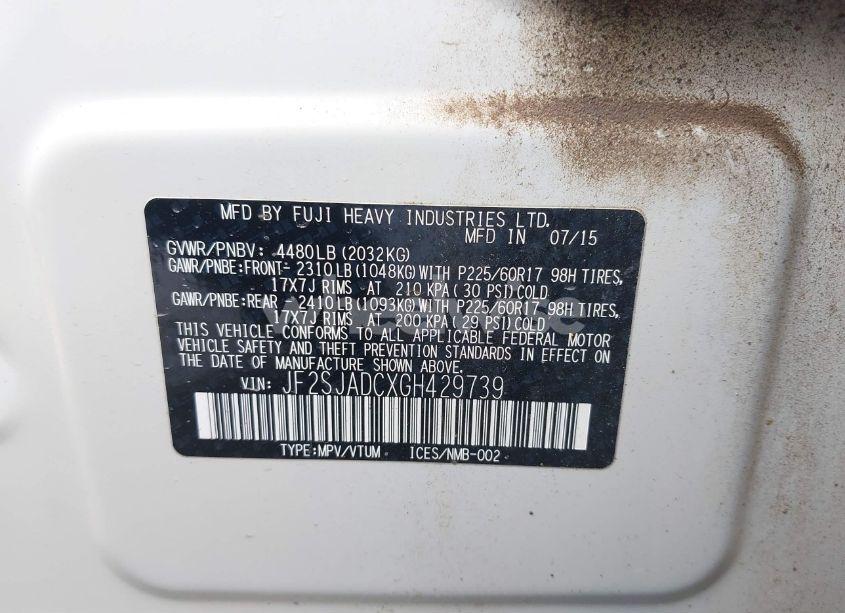 MFD BY FUJI HEAVY INDUSTRIES LTD.
MFD IN 07/15
GVWR/PNBV: 4480LB (2032KG)
GAWR/PNBE:FRONT- 2310LB (1048KG)WITH P225/60R17 98H TIRES,
17X7J RIMS AT 210 KPA ( 30 PSI)COLD
GAWR/PNBE:REAR - 2410LB (1093KG)WITH P225/60R17 98H TIRES,
17X7J RIMS AT 200 KPA (29 PSI)COLD
THIS VEHICLE CONFORMS TO ALL APPLICABLE FEDERAL MOTOR
VEHICLE SAFETY AND THEFT PREVENTION STANDARDS IN EFFECT ON
THE DATE OF MANUFACTURE SHOWN ABOVE.
VIN: JF2SJADCXGH429739
TYPE:MPV/VTUM ICES/NMB-002